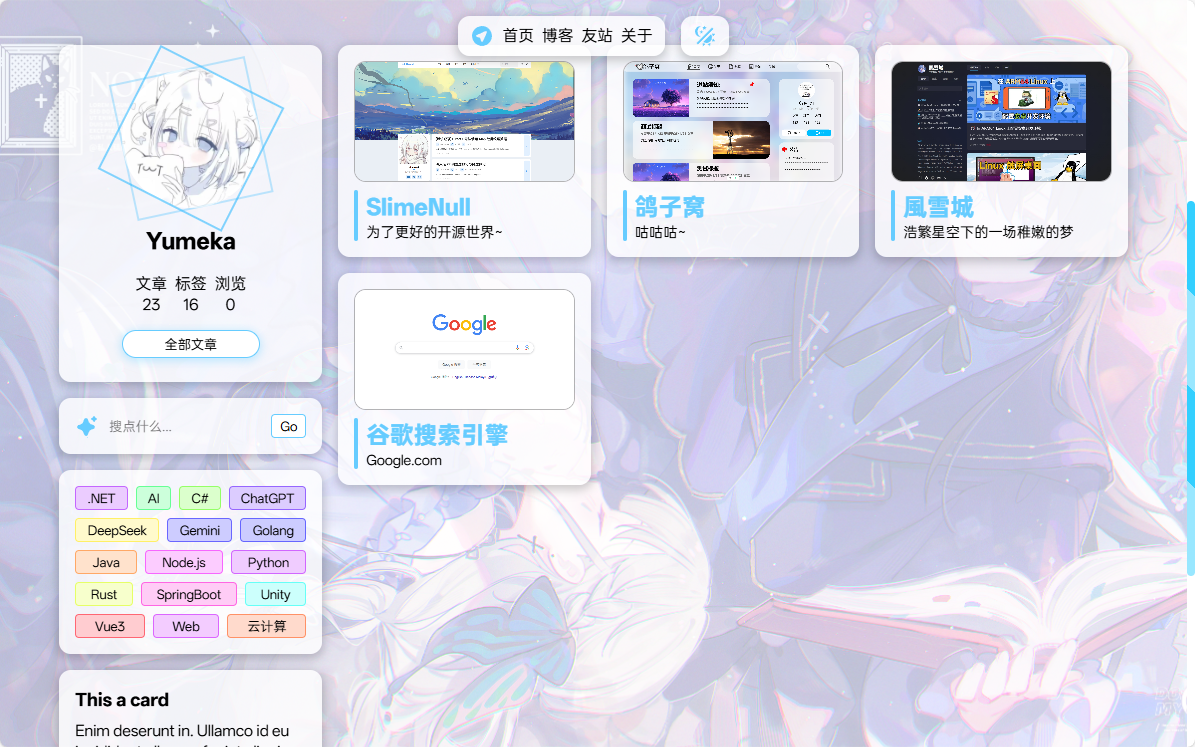 首页 博客 友站 关于
TwT
Yumeka
文章 标签 浏览
23 16 0
全部文章
搜点什么...
Go
.NET AI C# ChatGPT
DeepSeek Gemini Golang
Java Node.js Python
Rust SpringBoot Unity
Vue3 Web 云计算
This a card
Enim deserunt in. Ullamco id eu
SlimeNull
为了更好的开源世界~
鸽子窝
咕咕咕~
風雪城
浩繁星空下的一场稚嫩的梦
Google
谷歌搜索引擎
Google.com